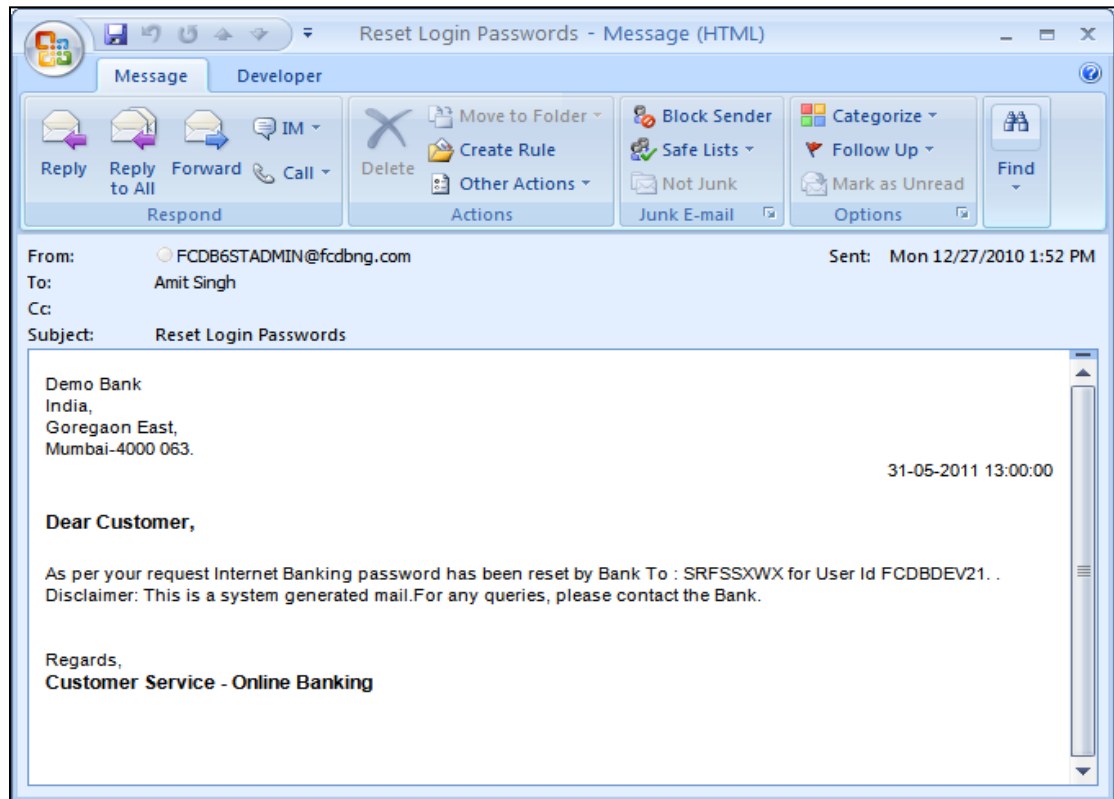 Reset Login Passwords - Message (HTML)
Message Developer
Reply
Reply to All
Forward
IM
Call
Respond
Delete
Move to Folder
Create Rule
Other Actions
Actions
Block Sender
Safe Lists
Not Junk
Junk E-mail
Categorize
Follow Up
Mark as Unread
Options
Find
From: FCDB6STADMIN@fcdbng.com Sent: Mon 12/27/2010 1:52 PM
To: Amit Singh
Cc:
Subject: Reset Login Passwords
Demo Bank
India,
Goregaon East,
Mumbai-4000 063.
31-05-2011 13:00:00
Dear Customer,
As per your request Internet Banking password has been reset by Bank To : SRFSSXWX for User Id FCDBDEV21. .
Disclaimer: This is a system generated mail.For any queries, please contact the Bank.
Regards,
Customer Service - Online Banking